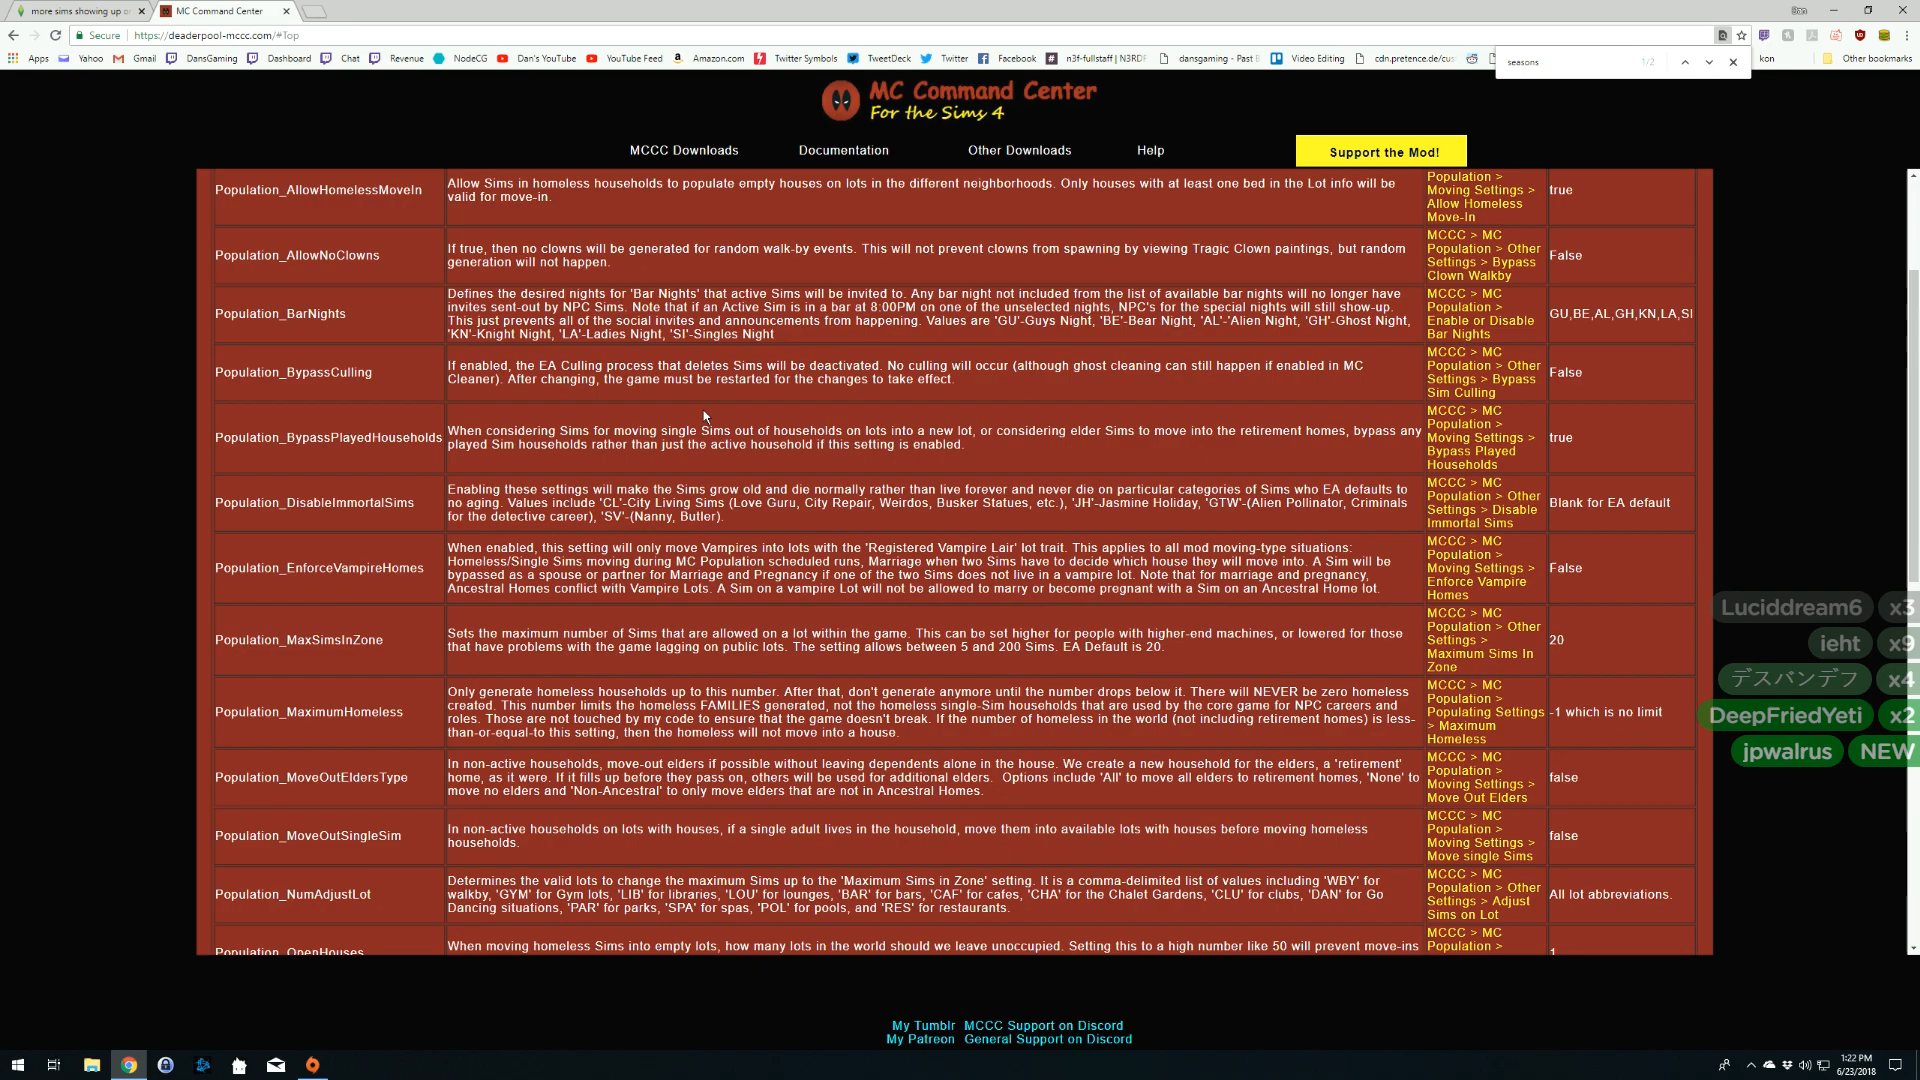 more sims showing up o
MC Command Center
Dan
Secure
https://deaderpool-mccc.com/#Top
Apps
Yahoo
Gmail
DansGaming
Dashboard
Chat
Revenue
NodeCG
Dan's YouTube
YouTube Feed
Amazon.com
Twitter Symbols
TweetDeck
Twitter
Facebook
n3f-fullstaff | N3RDF
dansgaming - Past B
Video Editing
cdn.pretence.de/cus
kon
Other bookmarks
seasons
1/2
MC Command Center
For the Sims 4
MCCC Downloads
Documentation
Other Downloads
Help
Support the Mod!
Population_AllowHomelessMoveIn
Allow Sims in homeless households to populate empty houses on lots in the different neighborhoods. Only houses with at least one bed in the Lot info will be
valid for move-in.
Population >
Moving Settings >
Allow Homeless
Move-In
true
Population_AllowNoClowns
If true, then no clowns will be generated for random walk-by events. This will not prevent clowns from spawning by viewing Tragic Clown paintings, but random
generation will not happen.
MCCC > MC
Population > Other
Settings > Bypass
Clown Walkby
False
Population_BarNights
Defines the desired nights for 'Bar Nights' that active Sims will be invited to. Any bar night not included from the list of available bar nights will no longer have
invites sent-out by NPC Sims. Note that if an Active Sim is in a bar at 8:00PM on one of the unselected nights, NPC's for the special nights will still show-up.
This just prevents all of the social invites and announcements from happening. Values are 'GU'-Guys Night, 'BE'-Bear Night, 'AL'-'Alien Night, 'GH'-Ghost Night,
'KN'-Knight Night, 'LA'-Ladies Night, 'SI'-Singles Night
MCCC > MC
Population >
Enable or Disable
Bar Nights
GU,BE,AL,GH,KN,LA,SI
Population_BypassCulling
If enabled, the EA Culling process that deletes Sims will be deactivated. No culling will occur (although ghost cleaning can still happen if enabled in MC
Cleaner). After changing, the game must be restarted for the changes to take effect.
MCCC > MC
Population > Other
Settings > Bypass
Sim Culling
False
Population_BypassPlayedHouseholds
When considering Sims for moving single Sims out of households on lots into a new lot, or considering elder Sims to move into the retirement homes, bypass any
played Sim households rather than just the active household if this setting is enabled.
MCCC > MC
Population >
Moving Settings >
Bypass Played
Households
true
Population_DisableImmortalSims
Enabling these settings will make the Sims grow old and die normally rather than live forever and never die on particular categories of Sims who EA defaults to
no aging. Values include 'CL'-City Living Sims (Love Guru, City Repair, Weirdos, Busker Statues, etc.), 'JH'-Jasmine Holiday, 'GTW'-(Alien Pollinator, Criminals
for the detective career), 'SV'-(Nanny, Butler).
MCCC > MC
Population > Other
Settings > Disable
Immortal Sims
Blank for EA default
Population_EnforceVampireHomes
When enabled, this setting will only move Vampires into lots with the 'Registered Vampire Lair' lot trait. This applies to all mod moving-type situations:
Homeless/Single Sims moving during MC Population scheduled runs, Marriage when two Sims have to decide which house they will move into. A Sim will be
bypassed as a spouse or partner for Marriage and Pregnancy if one of the two Sims does not live in a vampire lot. Note that for marriage and pregnancy,
Ancestral Homes conflict with Vampire Lots. A Sim on a vampire Lot will not be allowed to marry or become pregnant with a Sim on an Ancestral Home lot.
MCCC > MC
Population >
Moving Settings >
Enforce Vampire
Homes
False
Population_MaxSimsInZone
Sets the maximum number of Sims that are allowed on a lot within the game. This can be set higher for people with higher-end machines, or lowered for those
that have problems with the game lagging on public lots. The setting allows between 5 and 200 Sims. EA Default is 20.
MCCC > MC
Population > Other
Settings >
Maximum Sims In
Zone
20
Population_MaximumHomeless
Only generate homeless households up to this number. After that, don't generate anymore until the number drops below it. There will NEVER be zero homeless
created. This number limits the homeless FAMILIES generated, not the homeless single-Sim households that are used by the core game for NPC careers and
roles. Those are not touched by my code to ensure that the game doesn't break. If the number of homeless in the world (not including retirement homes) is less-
than-or-equal-to this setting, then the homeless will not move into a house.
MCCC > MC
Population >
Populating Settings
> Maximum
Homeless
-1 which is no limit
Population_MoveOutEldersType
In non-active households, move-out elders if possible without leaving dependents alone in the house. We create a new household for the elders, a 'retirement'
home, as it were. If it fills up before they pass on, others will be used for additional elders. Options include 'All' to move all elders to retirement homes, 'None' to
move no elders and 'Non-Ancestral' to only move elders that are not in Ancestral Homes.
MCCC > MC
Population >
Moving Settings >
Move Out Elders
false
Population_MoveOutSingleSim
In non-active households on lots with houses, if a single adult lives in the household, move them into available lots with houses before moving homeless
households.
MCCC > MC
Population >
Moving Settings >
Move single Sims
false
Population_NumAdjustLot
Determines the valid lots to change the maximum Sims up to the 'Maximum Sims in Zone' setting. It is a comma-delimited list of values including 'WBY' for
walkby, 'GYM' for Gym lots, 'LIB' for libraries, 'LOU' for lounges, 'BAR' for bars, 'CAF' for cafes, 'CHA' for the Chalet Gardens, 'CLU' for clubs, 'DAN' for Go
Dancing situations, 'PAR' for parks, 'SPA' for spas, 'POL' for pools, and 'RES' for restaurants.
MCCC > MC
Population > Other
Settings > Adjust
Sims on Lot
All lot abbreviations.
Population_OpenHouses
When moving homeless Sims into empty lots, how many lots in the world should we leave unoccupied. Setting this to a high number like 50 will prevent move-ins
MCCC > MC
Population >
1
Luciddream6 x3
ieht x9
デスバンデフ x4
DeepFriedYeti x2
jpwalrus NEW
My Tumblr MCCC Support on Discord
My Patreon General Support on Discord
1:22 PM
6/23/2018